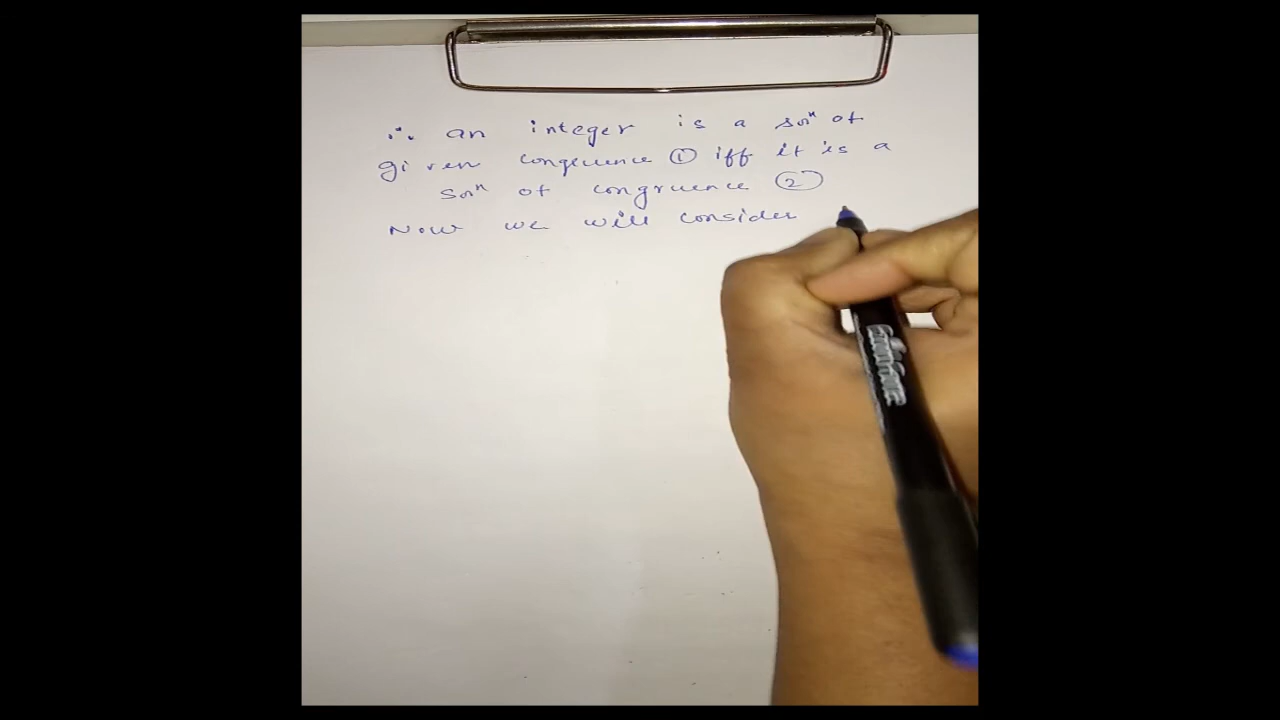 ∴ an integer is a solⁿ of
given congruence ① iff it is a
solⁿ of congruence ②
Now we will consider